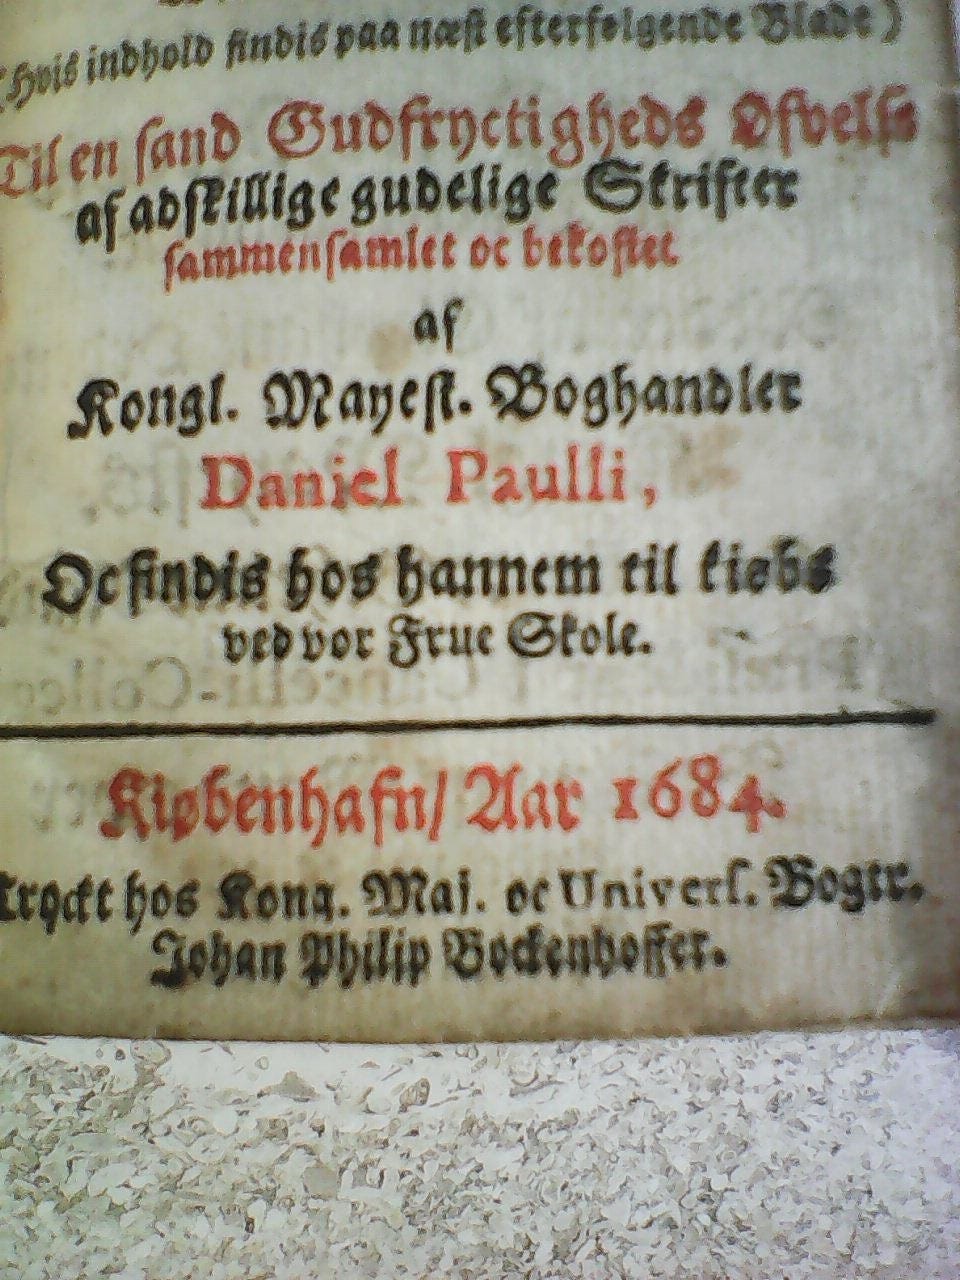 (Hvis indhold findis paa næst efterfølgende Blade)
Til en sand Gudfryctigheds Øfvelse
af adskillige gudelige Skrifter
sammensamlet oc bekostet
af
Kongl. Mayest. Boghandler
Daniel Paulli,
Oc findis hos hannem til kiøbs
ved vor Frue Skole.
Kiøbenhafn/ Aar 1684.
Tryckt hos Kong. Maj. oc Univers. Bogtr.
Johan Philip Bockenhoffer.